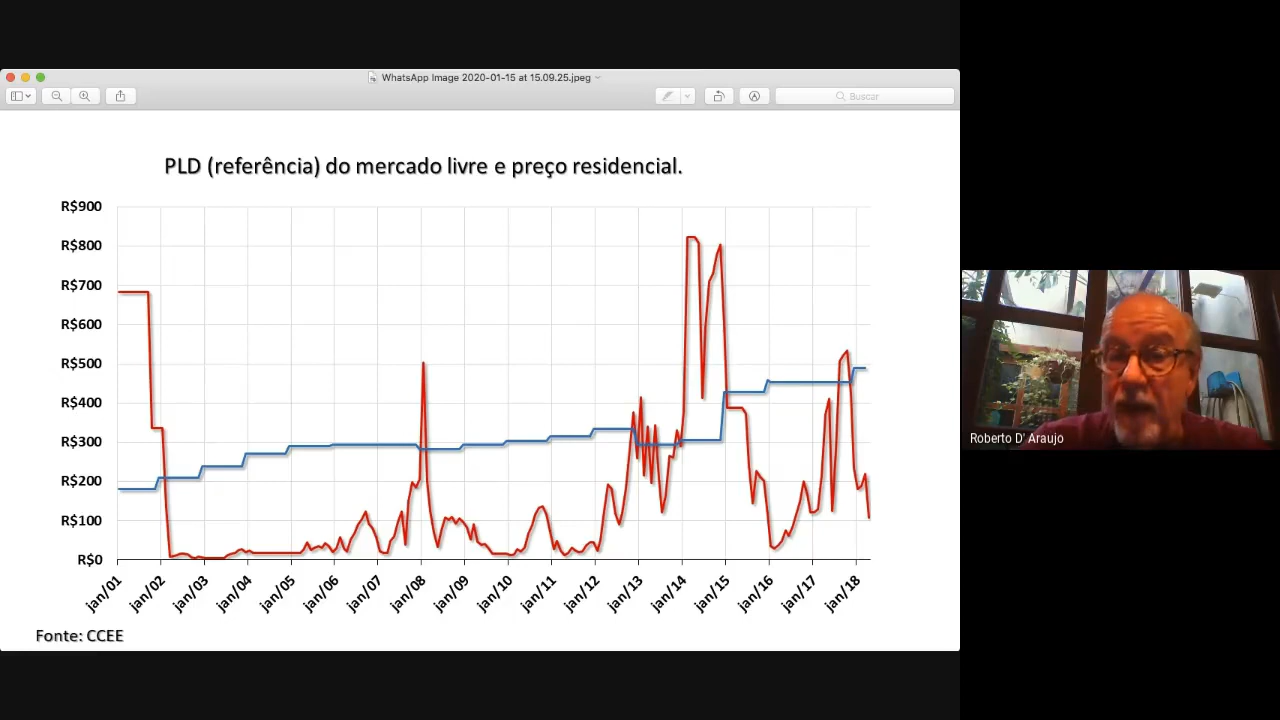 WhatsApp Image 2020-01-15 at 15.09.25.jpeg
Buscar
PLD (referência) do mercado livre e preço residencial.
R$900
R$800
R$700
R$600
R$500
R$400
R$300
R$200
R$100
R$0
jan/01
jan/02
jan/03
jan/04
jan/05
jan/06
jan/07
jan/08
jan/09
jan/10
jan/11
jan/12
jan/13
jan/14
jan/15
jan/16
jan/17
jan/18
Fonte: CCEE
Roberto D' Araujo